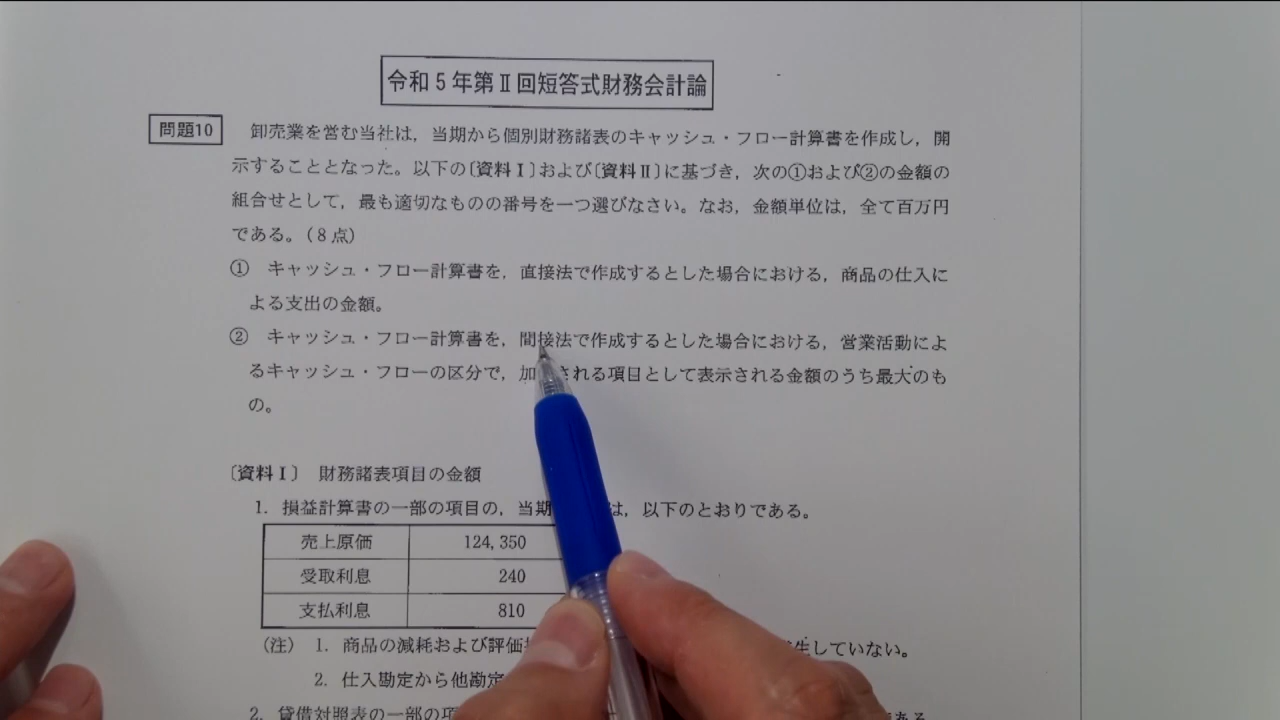 令和5年第Ⅱ回短答式財務会計論
問題10 卸売業を営む当社は，当期から個別財務諸表のキャッシュ・フロー計算書を作成し，開
示することとなった。以下の〔資料Ⅰ〕および〔資料Ⅱ〕に基づき，次の①および②の金額の
組合せとして，最も適切なものの番号を一つ選びなさい。なお，金額単位は，全て百万円
である。（8点）
① キャッシュ・フロー計算書を，直接法で作成するとした場合における，商品の仕入に
よる支出の金額。
② キャッシュ・フロー計算書を，間接法で作成するとした場合における，営業活動によ
るキャッシュ・フローの区分で，加される項目として表示される金額のうち最大のも
の。
〔資料Ⅰ〕 財務諸表項目の金額
1. 損益計算書の一部の項目の，当期は，以下のとおりである。
売上原価 124,350
受取利息 240
支払利息 810
（注） 1. 商品の減耗および評価生していない。
2. 仕入勘定から他勘定
2. 貸借対照表の一部の項である